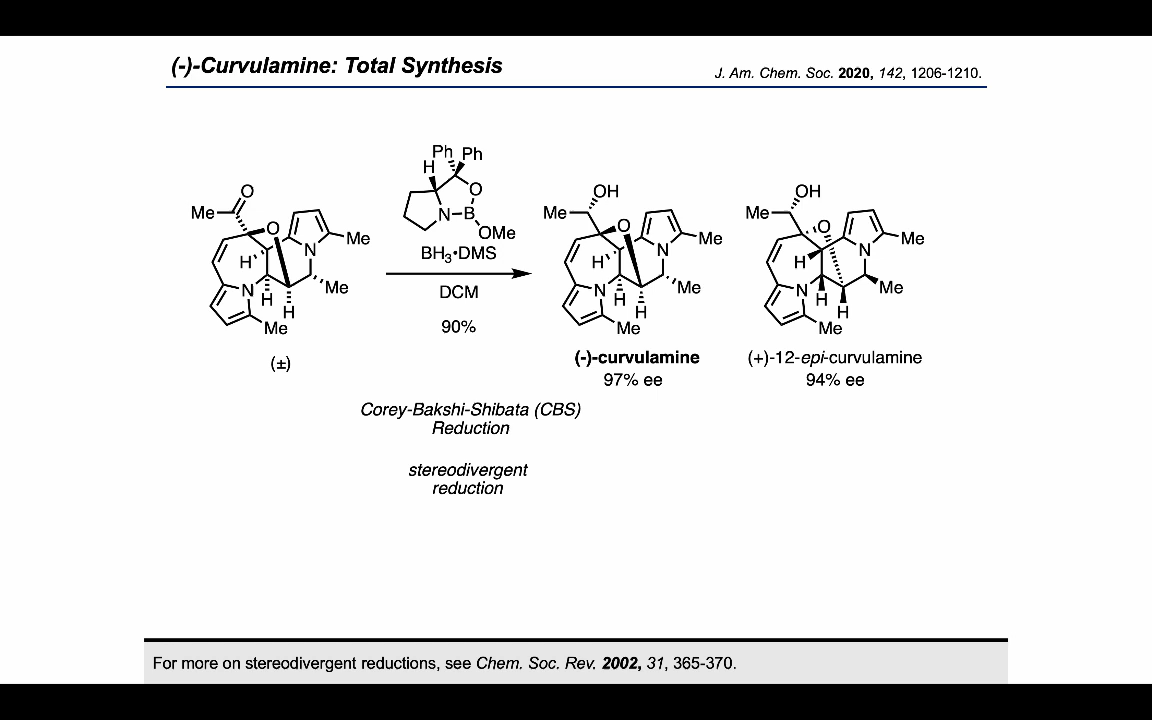 (-)-Curvulamine: Total Synthesis
J. Am. Chem. Soc. 2020, 142, 1206-1210.
Ph Ph
H
O
N B
OMe
BH₃•DMS
DCM
90%
O
Me
O
Me
H
N
N
H
Me
H
Me
(±)
OH
Me
O
Me
H
N
N
H
Me
H
Me
(-)-curvulamine
97% ee
OH
Me
O
Me
H
N
N
H
Me
H
Me
(+)-12-epi-curvulamine
94% ee
Corey-Bakshi-Shibata (CBS)
Reduction
stereodivergent
reduction
For more on stereodivergent reductions, see Chem. Soc. Rev. 2002, 31, 365-370.